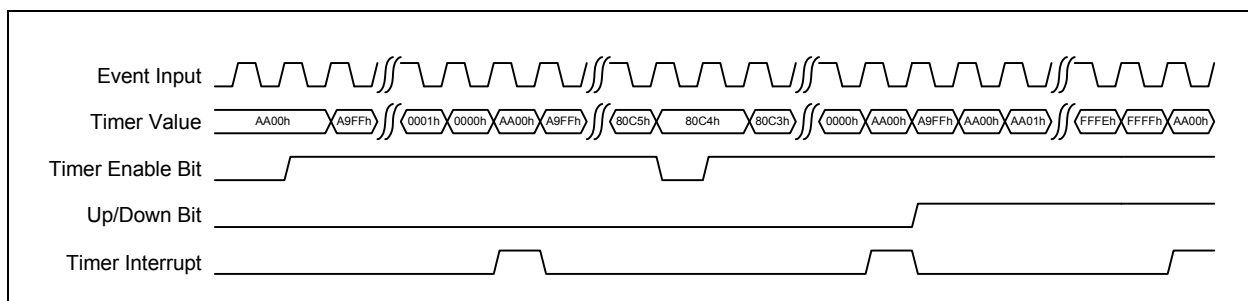 Event Input
Timer Value AA00h A9FFh 0001h 0000h AA00h A9FFh 80C5h 80C4h 80C3h 0000h AA00h A9FFh AA00h AA01h FFFEh FFFFh AA00h
Timer Enable Bit
Up/Down Bit
Timer Interrupt